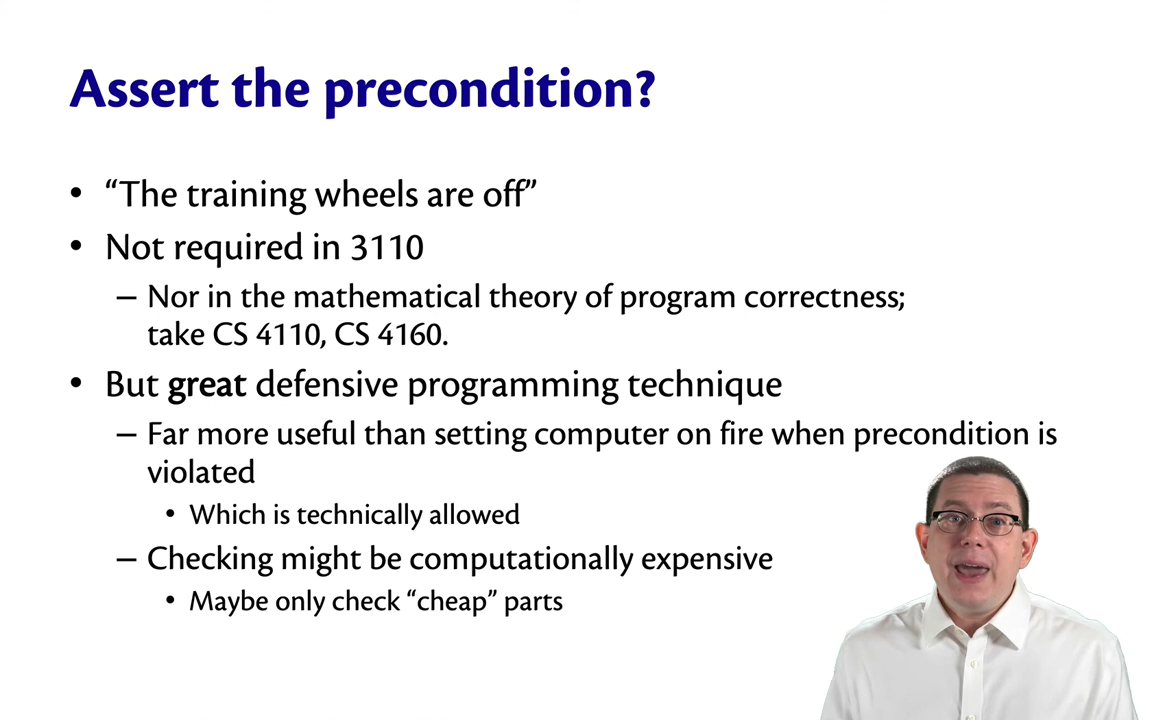 Assert the precondition?
• “The training wheels are off”
• Not required in 3110
– Nor in the mathematical theory of program correctness;
take CS 4110, CS 4160.
• But great defensive programming technique
– Far more useful than setting computer on fire when precondition is
violated
• Which is technically allowed
– Checking might be computationally expensive
• Maybe only check “cheap” parts